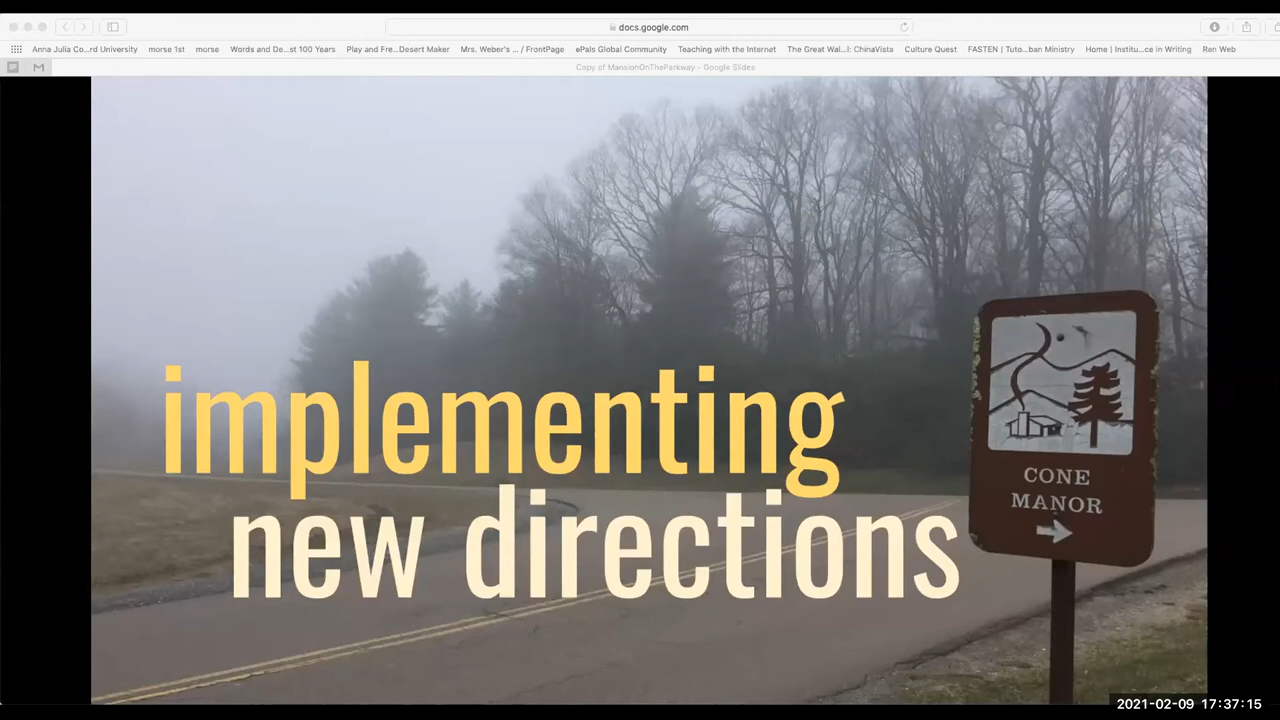 docs.google.com
Anna Julia Co...rd University morse 1st morse Words and De...st 100 Years Play and Fre...Desert Maker Mrs. Weber's ... / FrontPage ePals Global Community Teaching with the Internet The Great Wal...l: ChinaVista Culture Quest FASTEN | Tuto...ban Ministry Home | Institu...ce in Writing Ren Web
Copy of MansionOnTheParkway - Google Slides
implementing
new directions
CONE
MANOR
2021-02-09 17:37:15